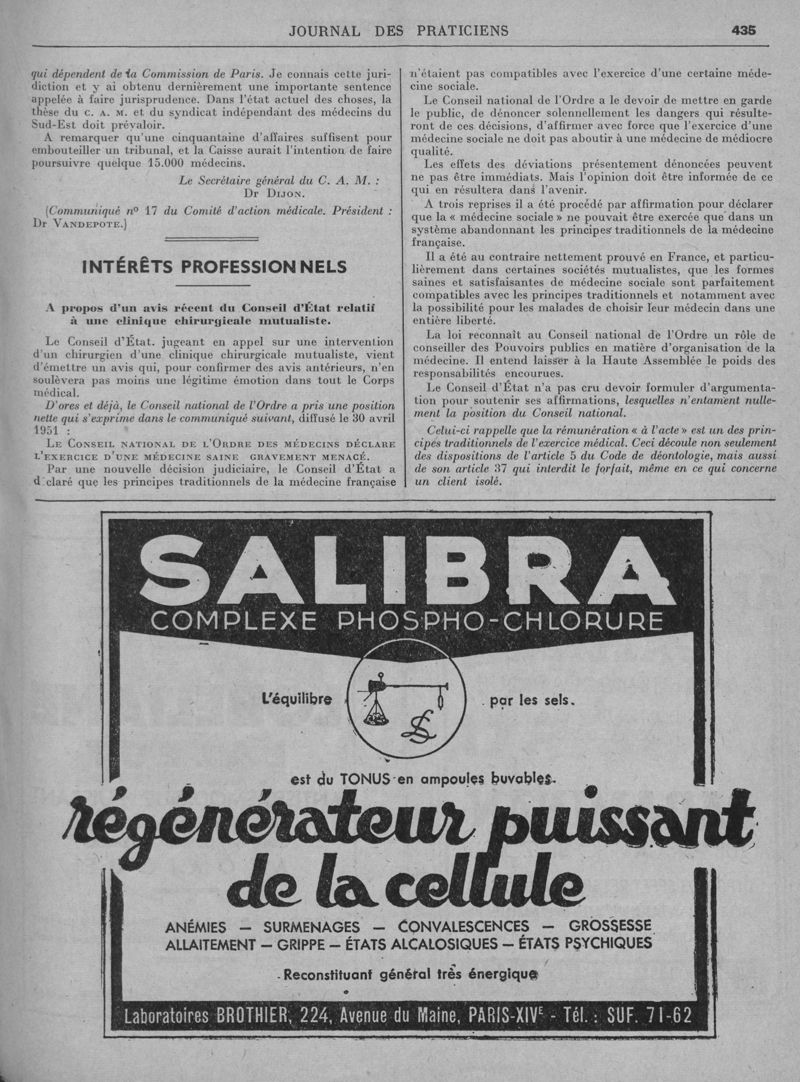 JOURNAL DES PRATICIENS
435
qui dépendent de la Commission de Paris. Je connais cette juri-
diction et y ai obtenu dernièrement une importante sentence
appelée à faire jurisprudence. Dans l'état actuel des choses, la
thèse du C. A. M. et du syndicat indépendant des médecins du
Sud-Est doit prévaloir.
A remarquer qu'une cinquantaine d'affaires suffisent pour
embouteiller un tribunal, et la Caisse aurait l'intention de faire
poursuivre quelque 15.000 médecins.
Le Secrétaire général du C. A. M. :
Dr DIJON.
(Communiqué n° 17 du Comité d'action médicale. Président :
Dr VANDEPOTE.)
INTÉRÊTS PROFESSIONNELS
A propos d'un avis récent du Conseil d'État relatif
à une clinique chirurgicale mutualiste.
Le Conseil d'État. jugeant en appel sur une intervention
d'un chirurgien d'une clinique chirurgicale mutualiste, vient
d'émettre un avis qui, pour confirmer des avis antérieurs, n'en
soulèvera pas moins une légitime émotion dans tout le Corps
médical.
D'ores et déjà, le Conseil national de l'Ordre a pris une position
nette qui s'exprime dans le communiqué suivant, diffusé le 30 avril
1951 :
LE CONSEIL NATIONAL DE L'ORDRE DES MÉDECINS DÉCLARE
L'EXERCICE D'UNE MÉDECINE SAINE GRAVEMENT MENACÉ.
Par une nouvelle décision judiciaire, le Conseil d'État a
d claré que les principes traditionnels de la médecine française
n'étaient pas compatibles avec l'exercice d'une certaine méde-
cine sociale.
Le Conseil national de l'Ordre a le devoir de mettre en garde
le public, de dénoncer solennellement les dangers qui résulte-
ront de ces décisions, d'affirmer avec force que l'exercice d'une
médecine sociale ne doit pas aboutir à une médecine de médiocre
qualité.
Les effets des déviations présentement dénoncées peuvent
ne pas être immédiats. Mais l'opinion doit être informée de ce
qui en résultera dans l'avenir.
A trois reprises il a été procédé par affirmation pour déclarer
que la « médecine sociale » ne pouvait être exercée que dans un
système abandonnant les principes traditionnels de la médecine
française.
Il a été au contraire nettement prouvé en France, et particu-
lièrement dans certaines sociétés mutualistes, que les formes
saines et satisfaisantes de médecine sociale sont parfaitement
compatibles avec les principes traditionnels et notamment avec
la possibilité pour les malades de choisir leur médecin dans une
entière liberté.
La loi reconnaît au Conseil national de l'Ordre un rôle de
conseiller des Pouvoirs publics en matière d'organisation de la
médecine. Il entend laisser à la Haute Assemblée le poids des
responsabilités encourues.
Le Conseil d'État n'a pas cru devoir formuler d'argumenta-
tion pour soutenir ses affirmations, lesquelles n'entament nulle-
ment la position du Conseil national.
Celui-ci rappelle que la rémunération « à l'acte » est un des prin-
cipes traditionnels de l'exercice médical. Ceci découle non seulement
des dispositions de l'article 5 du Code de déontologie, mais aussi
de son article 37 qui interdit le forfait, même en ce qui concerne
un client isolé.
SALIBRA
COMPLEXE PHOSPHO-CHLORURE
L'équilibre par les sels.
est du TONUS en ampoules buvables.
régénérateur puissant
de la cellule
ANÉMIES — SURMENAGES — CONVALESCENCES — GROSSESSE
ALLAITEMENT — GRIPPE — ÉTATS ALCALOSIQUES — ÉTATS PSYCHIQUES
Reconstituant général très énergique
Laboratoires BROTHIER, 224, Avenue du Maine, PARIS-XIVE - Tél. : SUF. 71-62